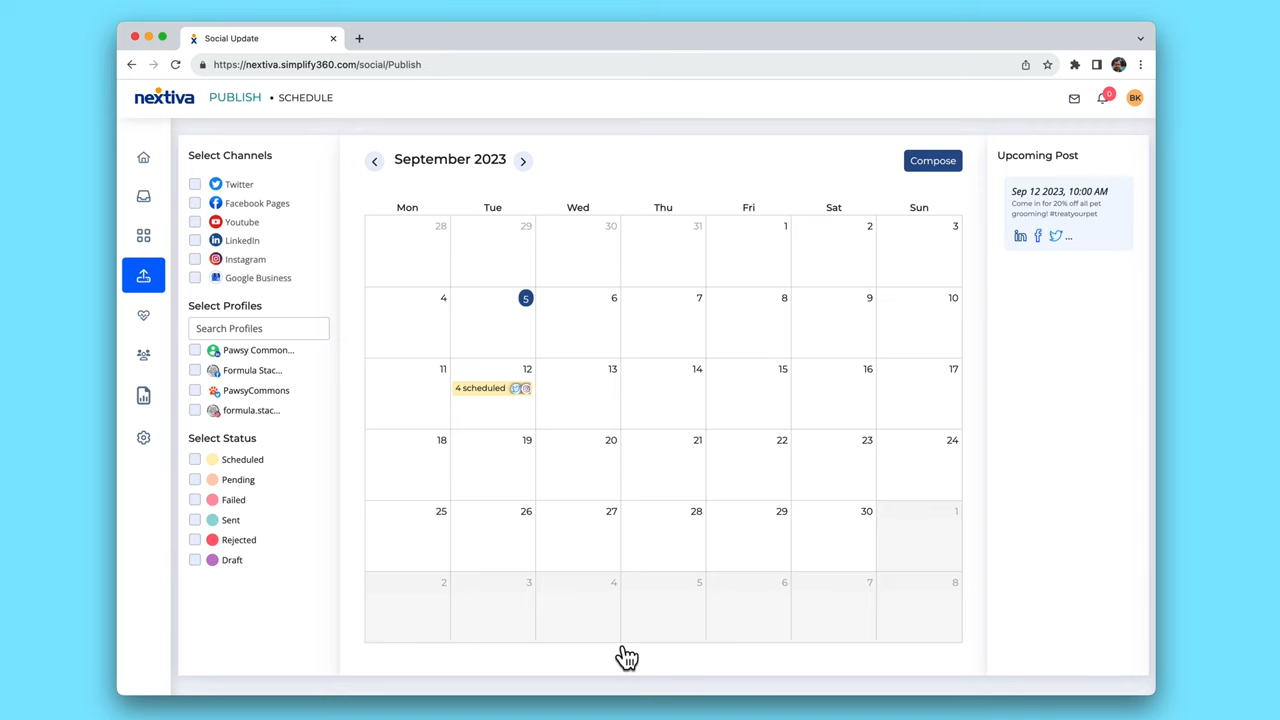 Social Update
https://nextiva.simplify360.com/social/Publish
nextiva PUBLISH • SCHEDULE
0
BK
Select Channels
Twitter
Facebook Pages
Youtube
LinkedIn
Instagram
Google Business
Select Profiles
Search Profiles
Pawsy Common...
Formula Stac...
PawsyCommons
formula.stac...
Select Status
Scheduled
Pending
Failed
Sent
Rejected
Draft
September 2023
Compose
Mon Tue Wed Thu Fri Sat Sun
28 29 30 31 1 2 3
4 5 6 7 8 9 10
11 12 13 14 15 16 17
4 scheduled
18 19 20 21 22 23 24
25 26 27 28 29 30 1
2 3 4 5 6 7 8
Upcoming Post
Sep 12 2023, 10:00 AM
Come in for 20% off all pet
grooming! #treatyourpet
...